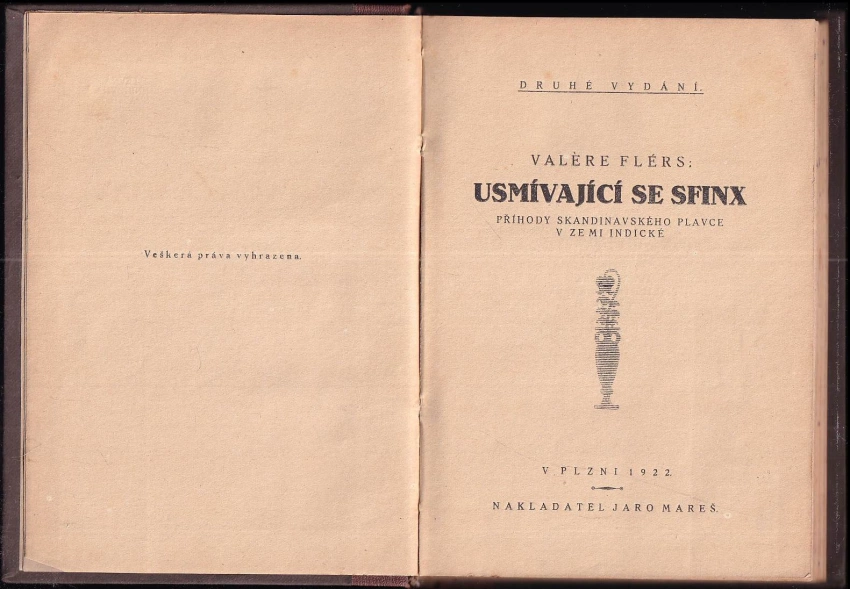 Veškerá práva vyhrazena.
DRUHÉ VYDÁNÍ.
VALÈRE FLÉRS:
USMÍVAJÍCÍ SE SFINX
PŘÍHODY SKANDINAVSKÉHO PLAVCE
V ZEMI INDICKÉ
V PLZNI 1922.
NAKLADATEL JARO MAREŠ.